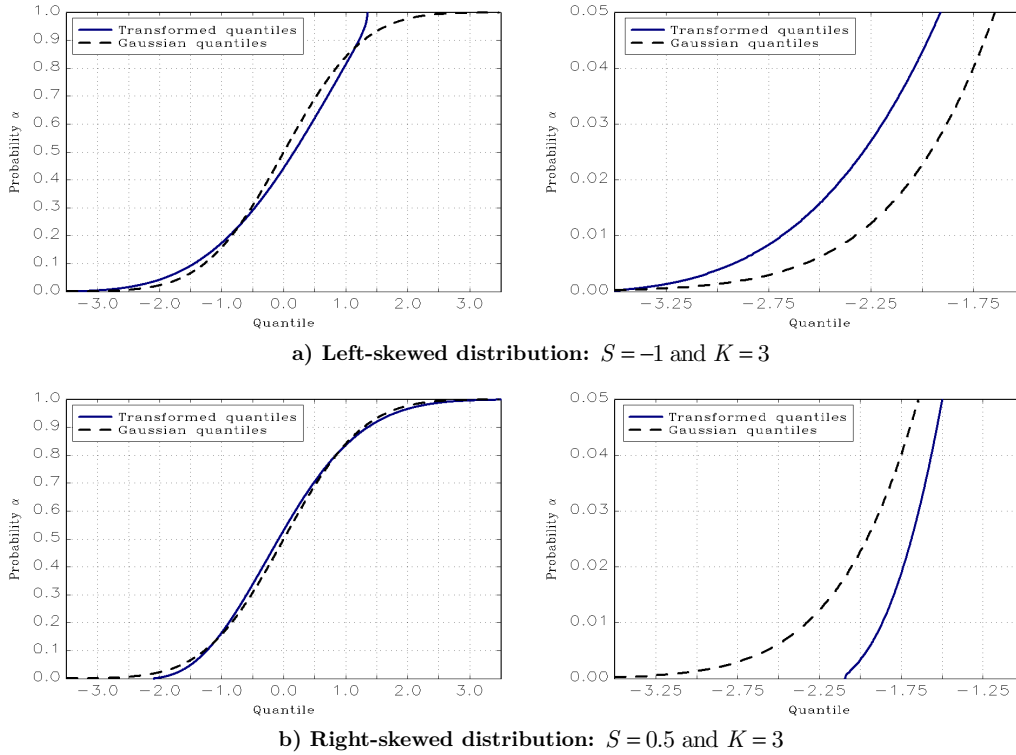 1.0
0.9
0.8
0.7
0.6
0.5
0.4
0.3
0.2
0.1
0.0
Probability α
Transformed quantiles
Gaussian quantiles
−3.0 −2.0 −1.0 0.0 1.0 2.0 3.0
Quantile
0.05
0.04
0.03
0.02
0.01
0.00
Probability α
Transformed quantiles
Gaussian quantiles
−3.25 −2.75 −2.25 −1.75
Quantile
a) Left-skewed distribution: S = −1 and K = 3
1.0
0.9
0.8
0.7
0.6
0.5
0.4
0.3
0.2
0.1
0.0
Probability α
Transformed quantiles
Gaussian quantiles
−3.0 −2.0 −1.0 0.0 1.0 2.0 3.0
Quantile
0.05
0.04
0.03
0.02
0.01
0.00
Probability α
Transformed quantiles
Gaussian quantiles
−3.25 −2.75 −2.25 −1.75 −1.25
Quantile
b) Right-skewed distribution: S = 0.5 and K = 3